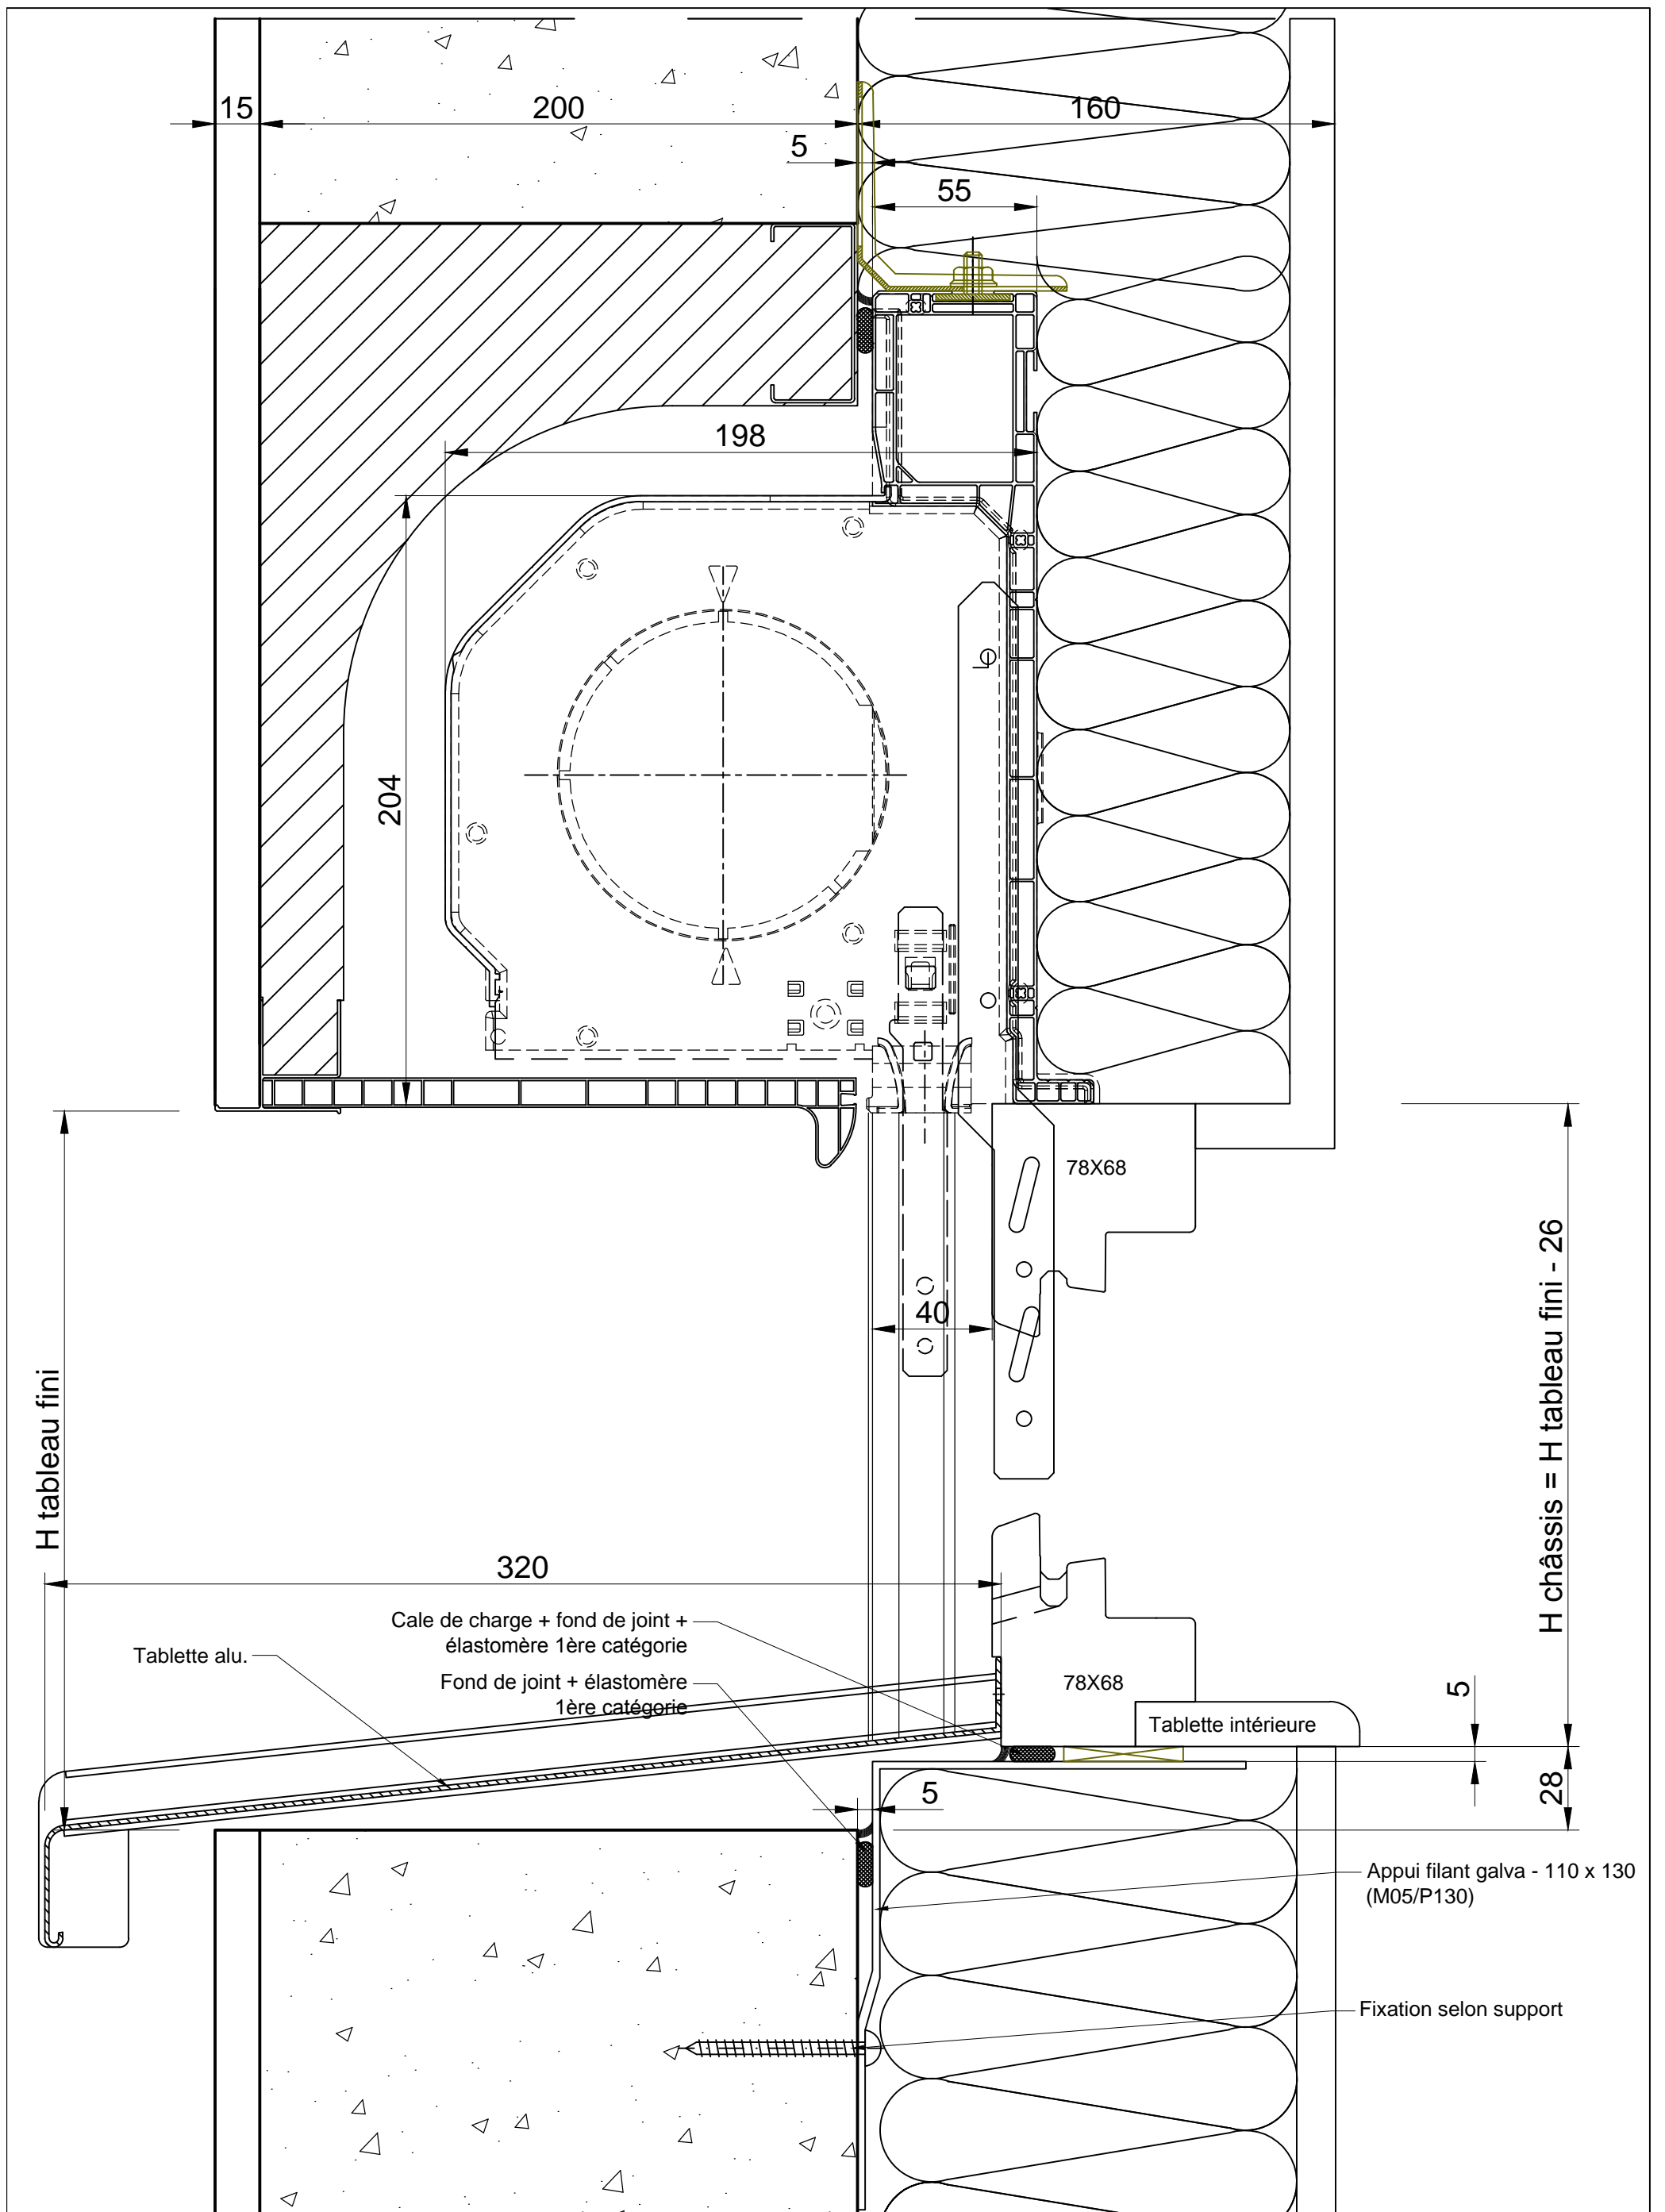 15
200
160
5
55
198
204
78X68
40
H tableau fini
H châssis = H tableau fini - 26
320
Cale de charge + fond de joint +
élastomère 1ère catégorie
Tablette alu.
Fond de joint + élastomère
1ère catégorie
78X68
5
Tablette intérieure
28
5
Appui filant galva - 110 x 130
(M05/P130)
Fixation selon support